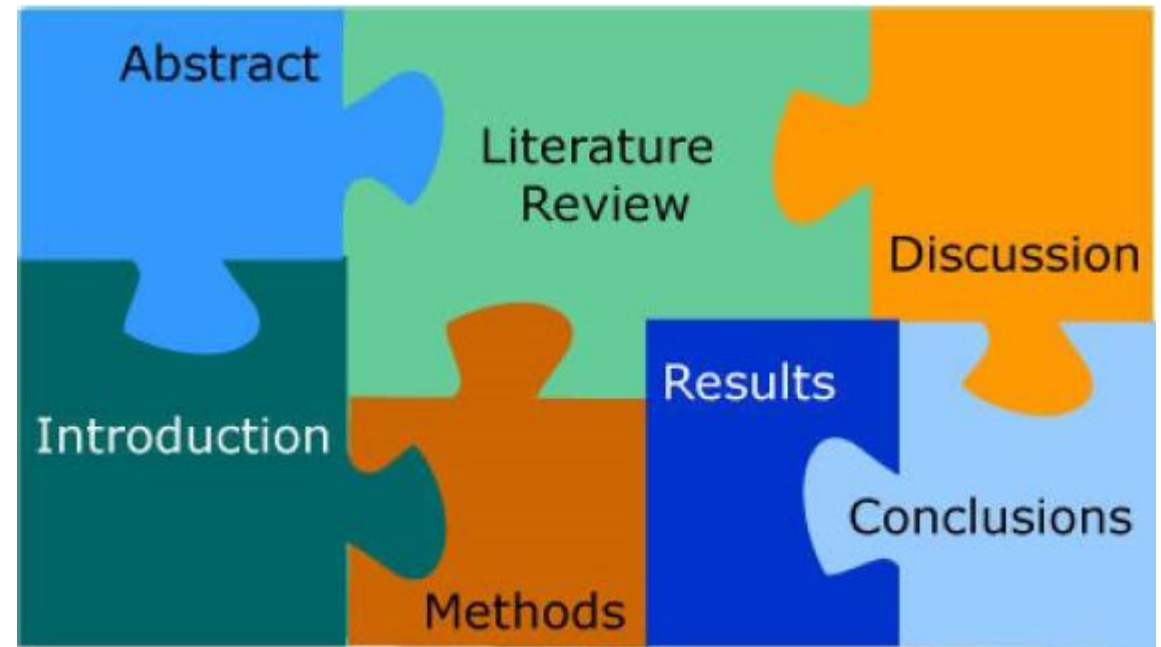 Abstract
Literature
Review
Discussion
Introduction
Results
Conclusions
Methods